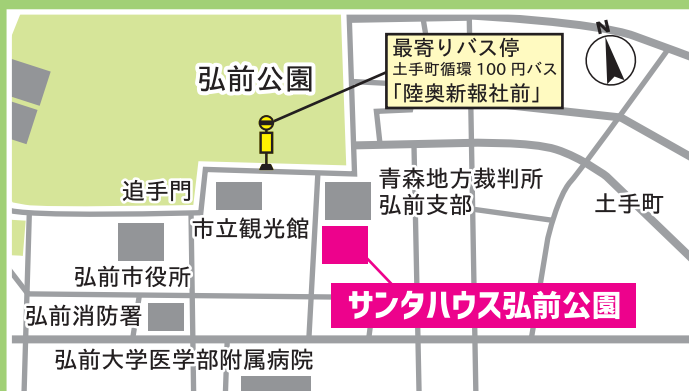 N
最寄りバス停
土手町循環 100 円バス
「陸奥新報社前」
弘前公園
追手門
市立観光館
青森地方裁判所
弘前支部
土手町
弘前市役所
サンタハウス弘前公園
弘前消防署
弘前大学医学部附属病院